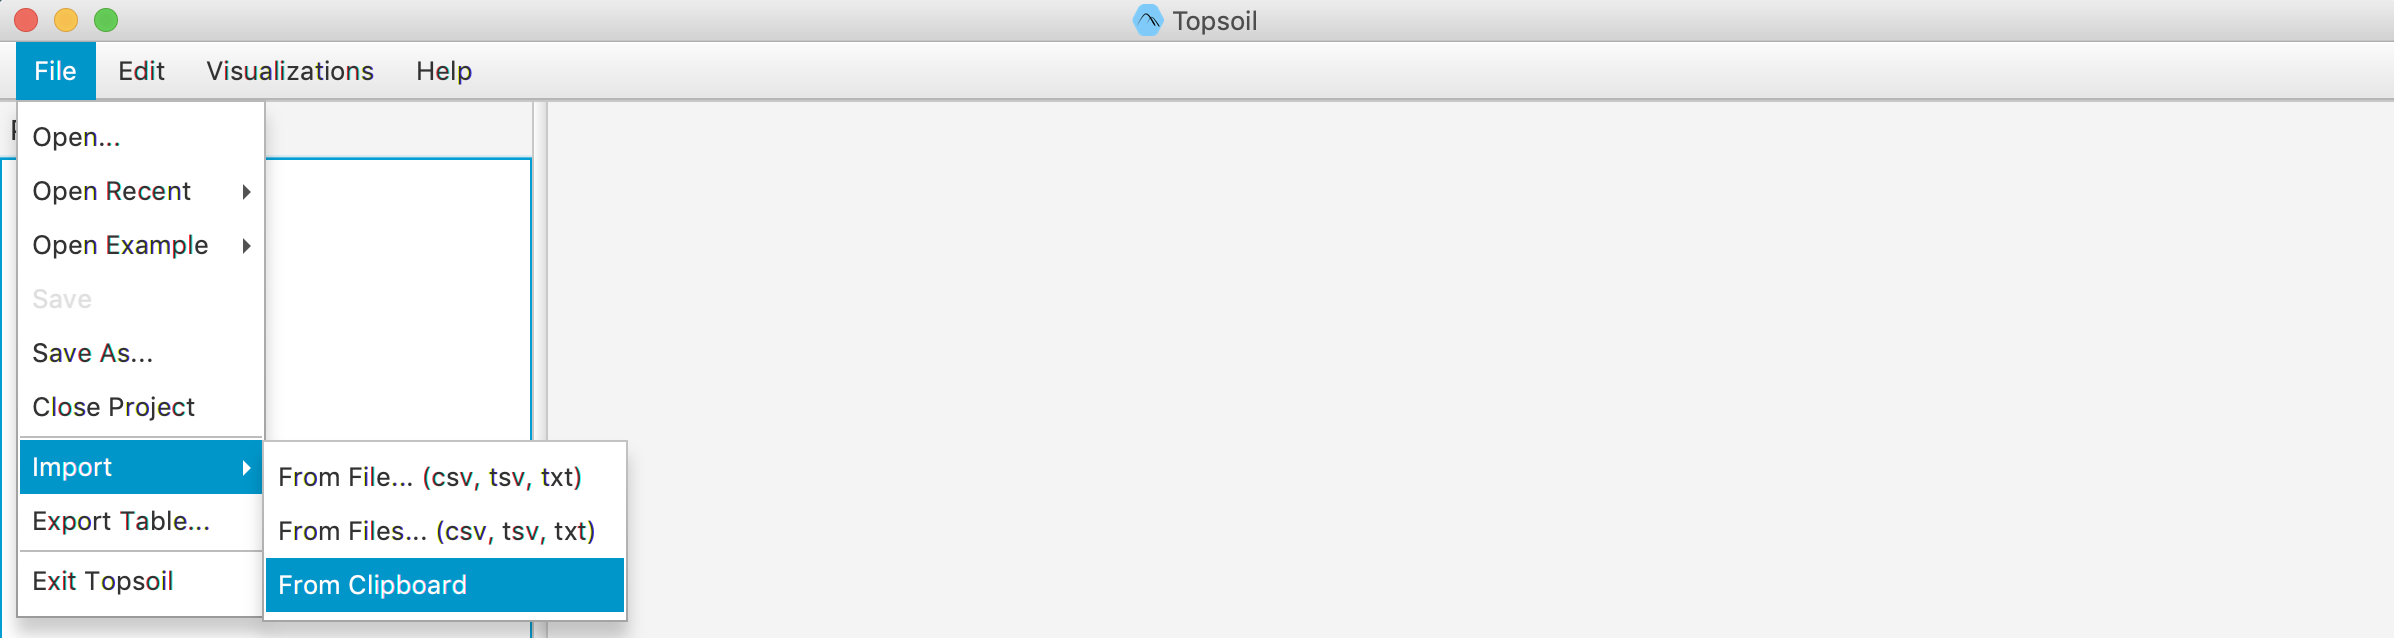 Topsoil
File Edit Visualizations Help
Open...
Open Recent
Open Example
Save
Save As...
Close Project
Import
From File... (csv, tsv, txt)
From Files... (csv, tsv, txt)
From Clipboard
Export Table...
Exit Topsoil